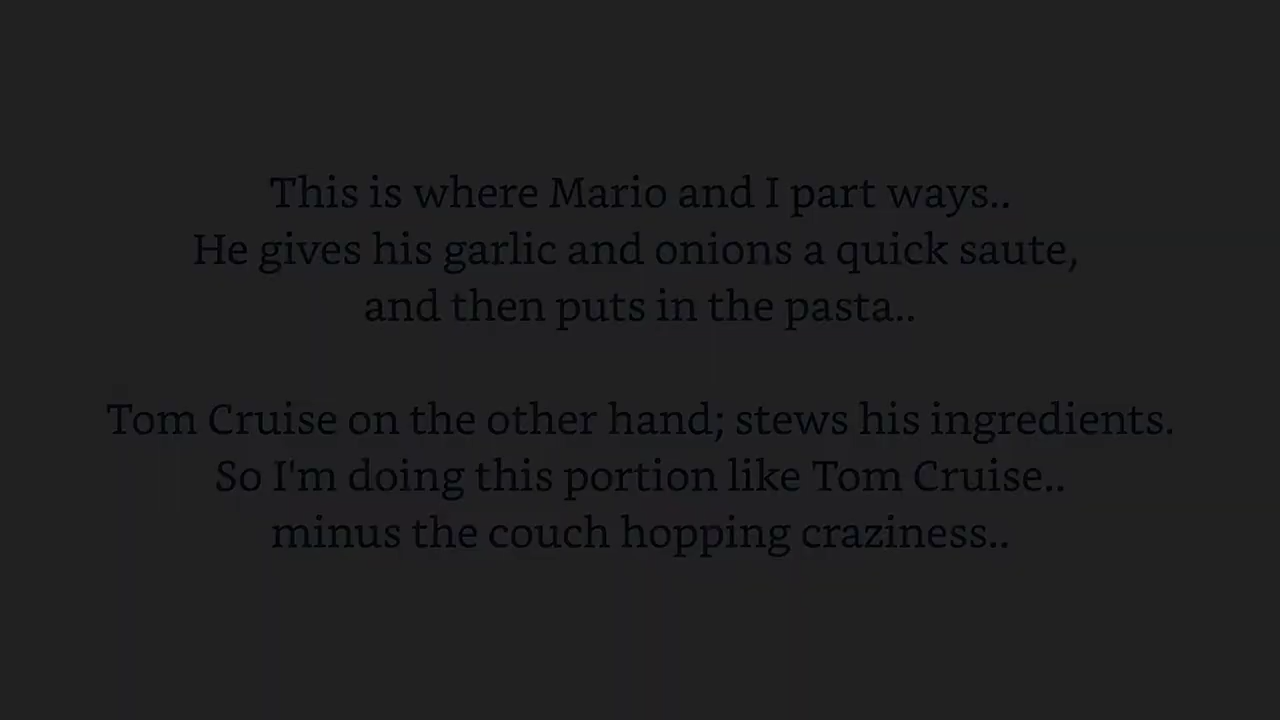 This is where Mario and I part ways..
He gives his garlic and onions a quick saute,
and then puts in the pasta..
Tom Cruise on the other hand; stews his ingredients.
So I'm doing this portion like Tom Cruise..
minus the couch hopping craziness..